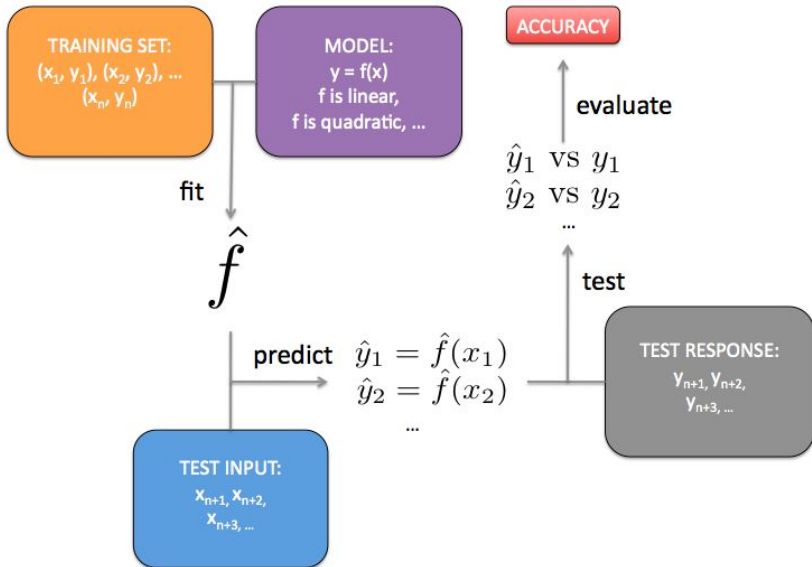 TRAINING SET:
(x₁, y₁), (x₂, y₂), ...
(xₙ, yₙ)
MODEL:
y = f(x)
f is linear,
f is quadratic, ...
ACCURACY
evaluate
ŷ₁ vs y₁
ŷ₂ vs y₂
...
fit
f̂
test
predict
ŷ₁ = f̂(x₁)
ŷ₂ = f̂(x₂)
...
TEST RESPONSE:
yₙ₊₁, yₙ₊₂,
yₙ₊₃, ...
TEST INPUT:
xₙ₊₁, xₙ₊₂,
xₙ₊₃, ...